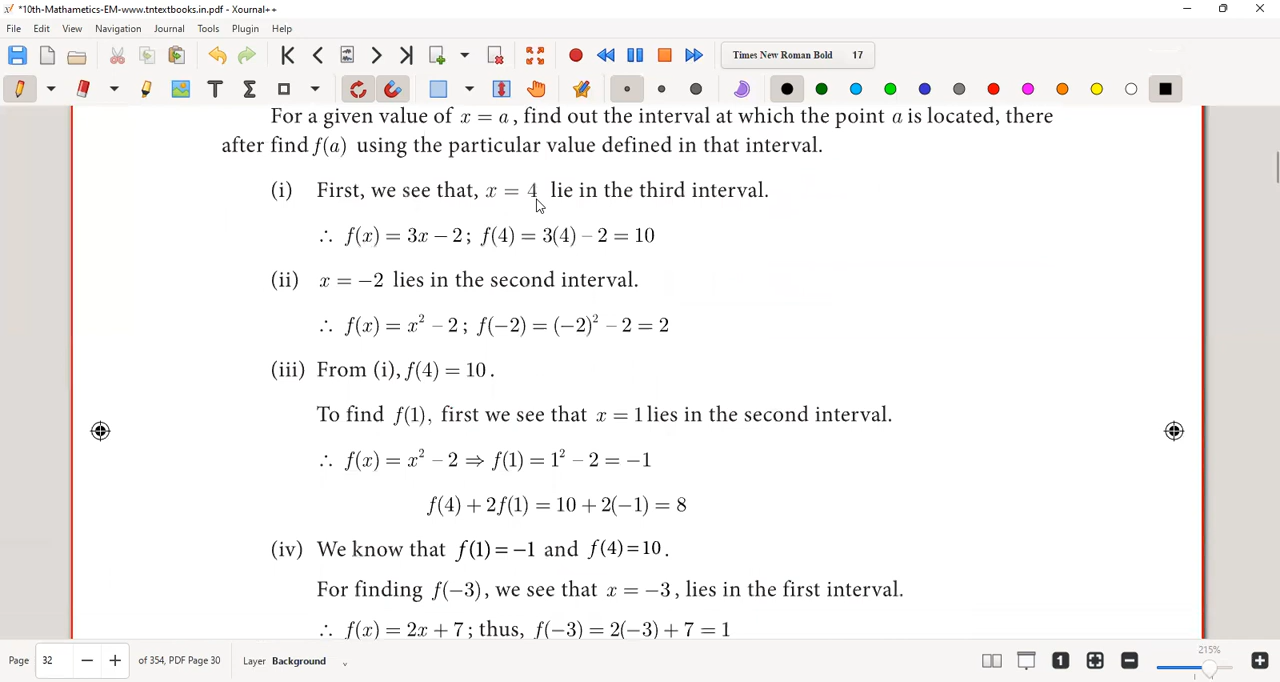 *10th-Mathametics-EM-www.tntextbooks.in.pdf - Xournal++
File Edit View Navigation Journal Tools Plugin Help
Times New Roman Bold 17
For a given value of x = a, find out the interval at which the point a is located, there
after find f(a) using the particular value defined in that interval.
(i) First, we see that, x = 4 lie in the third interval.
∴ f(x) = 3x − 2; f(4) = 3(4) − 2 = 10
(ii) x = −2 lies in the second interval.
∴ f(x) = x² − 2; f(−2) = (−2)² − 2 = 2
(iii) From (i), f(4) = 10.
To find f(1), first we see that x = 1 lies in the second interval.
∴ f(x) = x² − 2 ⇒ f(1) = 1² − 2 = −1
f(4) + 2f(1) = 10 + 2(−1) = 8
(iv) We know that f(1) = −1 and f(4) = 10.
For finding f(−3), we see that x = −3, lies in the first interval.
∴ f(x) = 2x + 7; thus, f(−3) = 2(−3) + 7 = 1
Page 32 of 354, PDF Page 30 Layer Background 1 215%